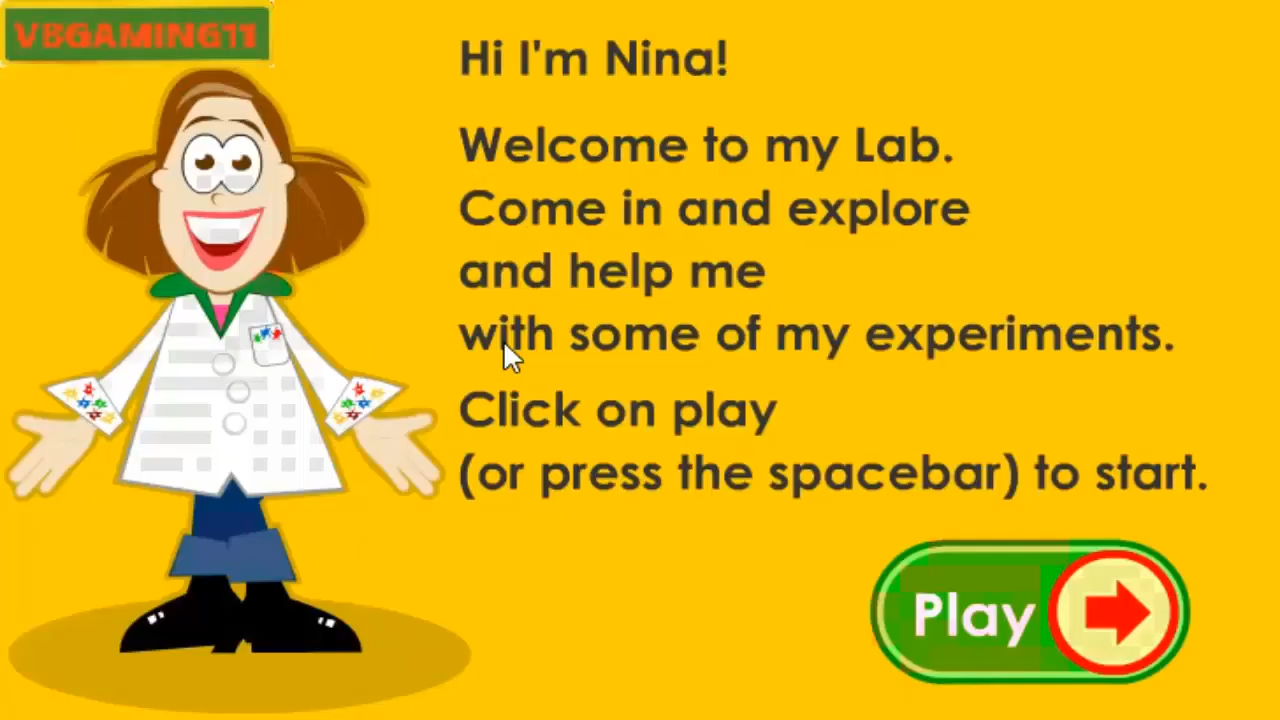 VBGAMING11
Hi I'm Nina!
Welcome to my Lab.
Come in and explore
and help me
with some of my experiments.
Click on play
(or press the spacebar) to start.
Play